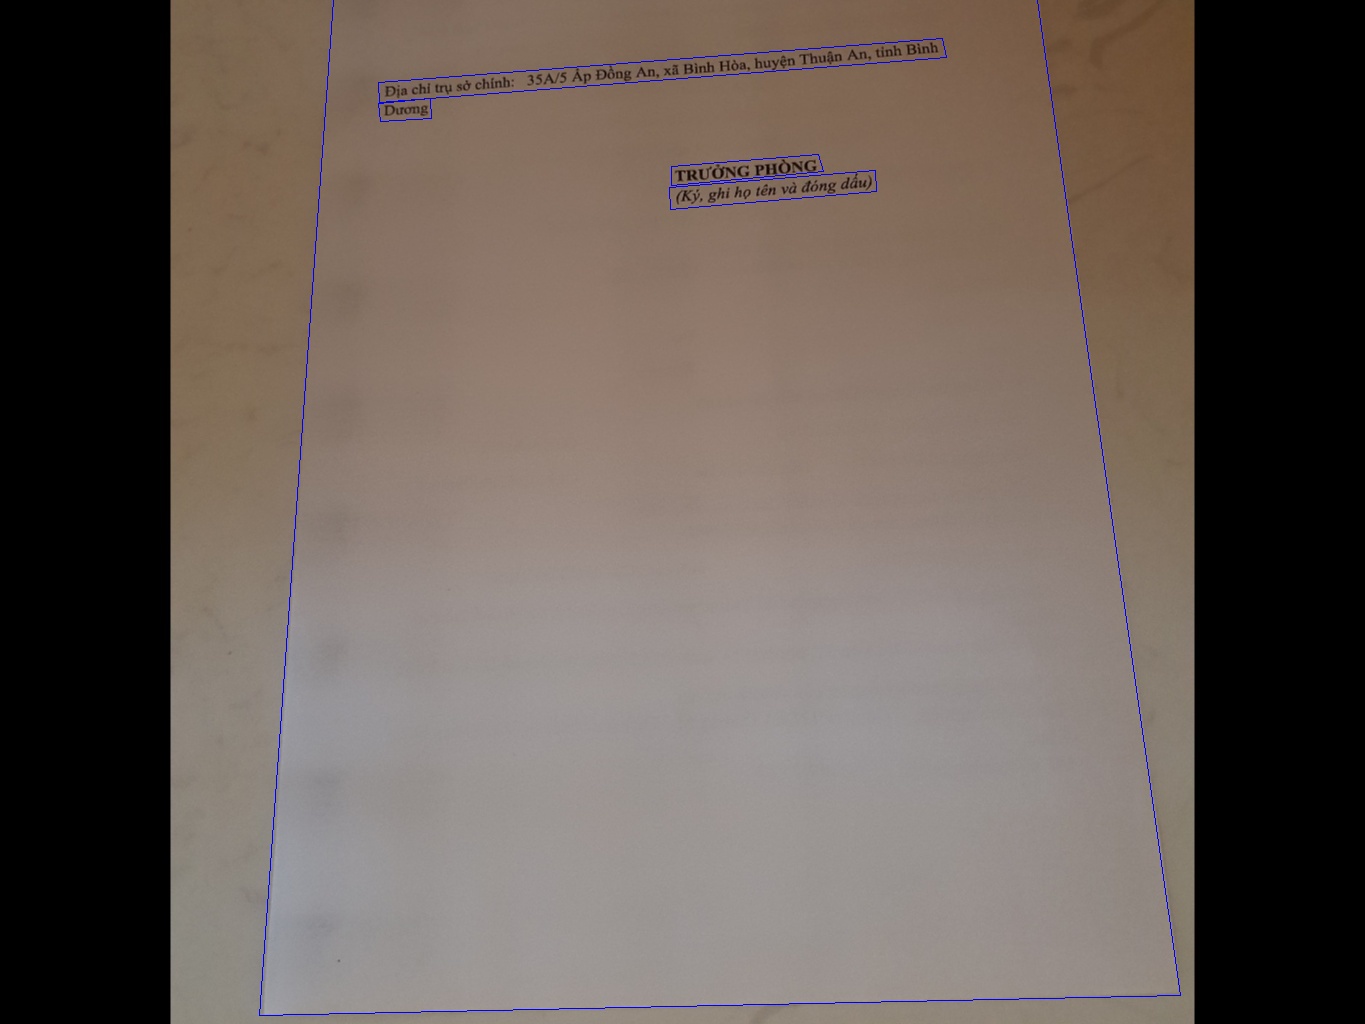 Địa chỉ trụ sở chính: 35A/5 Ấp Đồng An, xã Bình Hòa, huyện Thuận An, tỉnh Bình
Dương
TRƯỞNG PHÒNG
(Ký, ghi họ tên và đóng dấu)